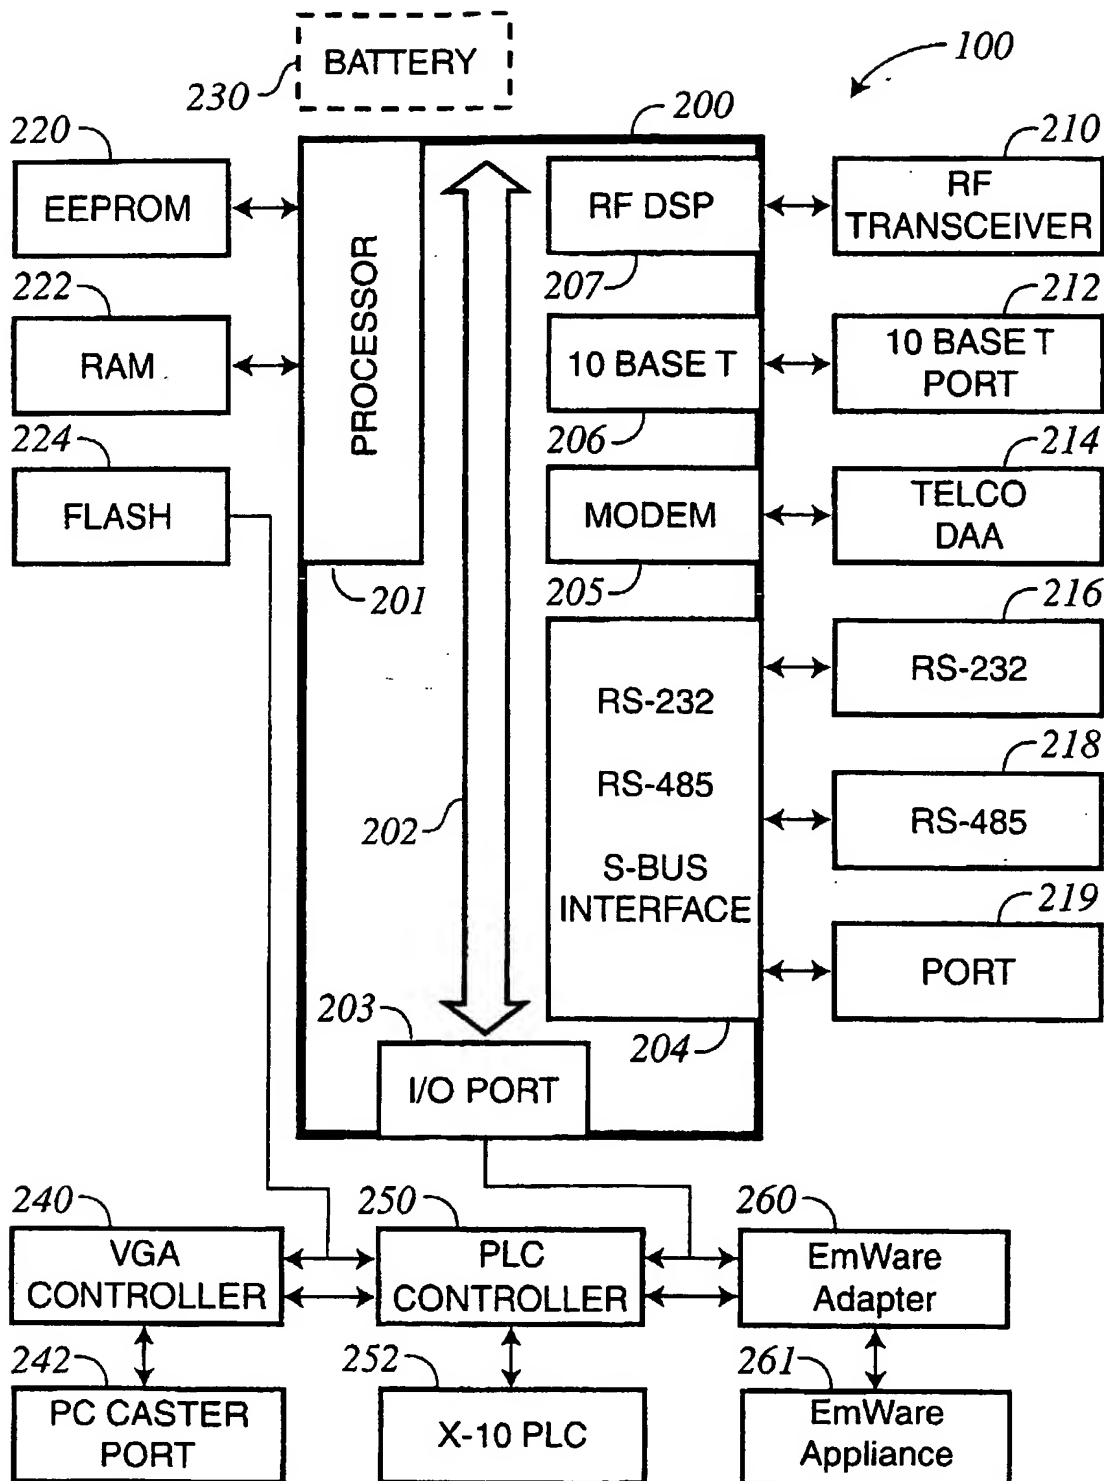 BATTERY
230
100
200
220
EEPROM
222
RAM
224
FLASH
PROCESSOR
201
202
203
I/O PORT
RF DSP
207
10 BASE T
206
MODEM
205
RS-232
RS-485
S-BUS
INTERFACE
204
210
RF
TRANSCEIVER
212
10 BASE T
PORT
214
TELCO
DAA
216
RS-232
218
RS-485
219
PORT
240
VGA
CONTROLLER
250
PLC
CONTROLLER
260
EmWare
Adapter
242
PC CASTER
PORT
252
X-10 PLC
261
EmWare
Appliance